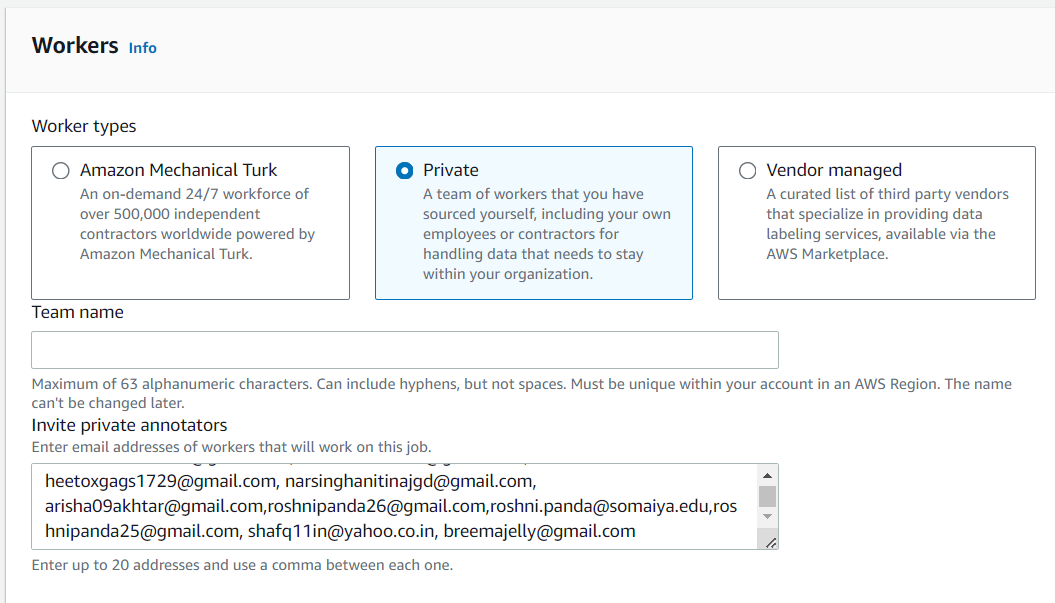 Workers Info
Worker types
Amazon Mechanical Turk
An on-demand 24/7 workforce of
over 500,000 independent
contractors worldwide powered by
Amazon Mechanical Turk.
Private
A team of workers that you have
sourced yourself, including your own
employees or contractors for
handling data that needs to stay
within your organization.
Vendor managed
A curated list of third party vendors
that specialize in providing data
labeling services, available via the
AWS Marketplace.
Team name
Maximum of 63 alphanumeric characters. Can include hyphens, but not spaces. Must be unique within your account in an AWS Region. The name
can't be changed later.
Invite private annotators
Enter email addresses of workers that will work on this job.
heetoxgags1729@gmail.com, narsinghanitinajgd@gmail.com,
arisha09akhtar@gmail.com,roshnipanda26@gmail.com,roshni.panda@somaiya.edu,ros
hnipanda25@gmail.com, shafq11in@yahoo.co.in, breemajelly@gmail.com
Enter up to 20 addresses and use a comma between each one.